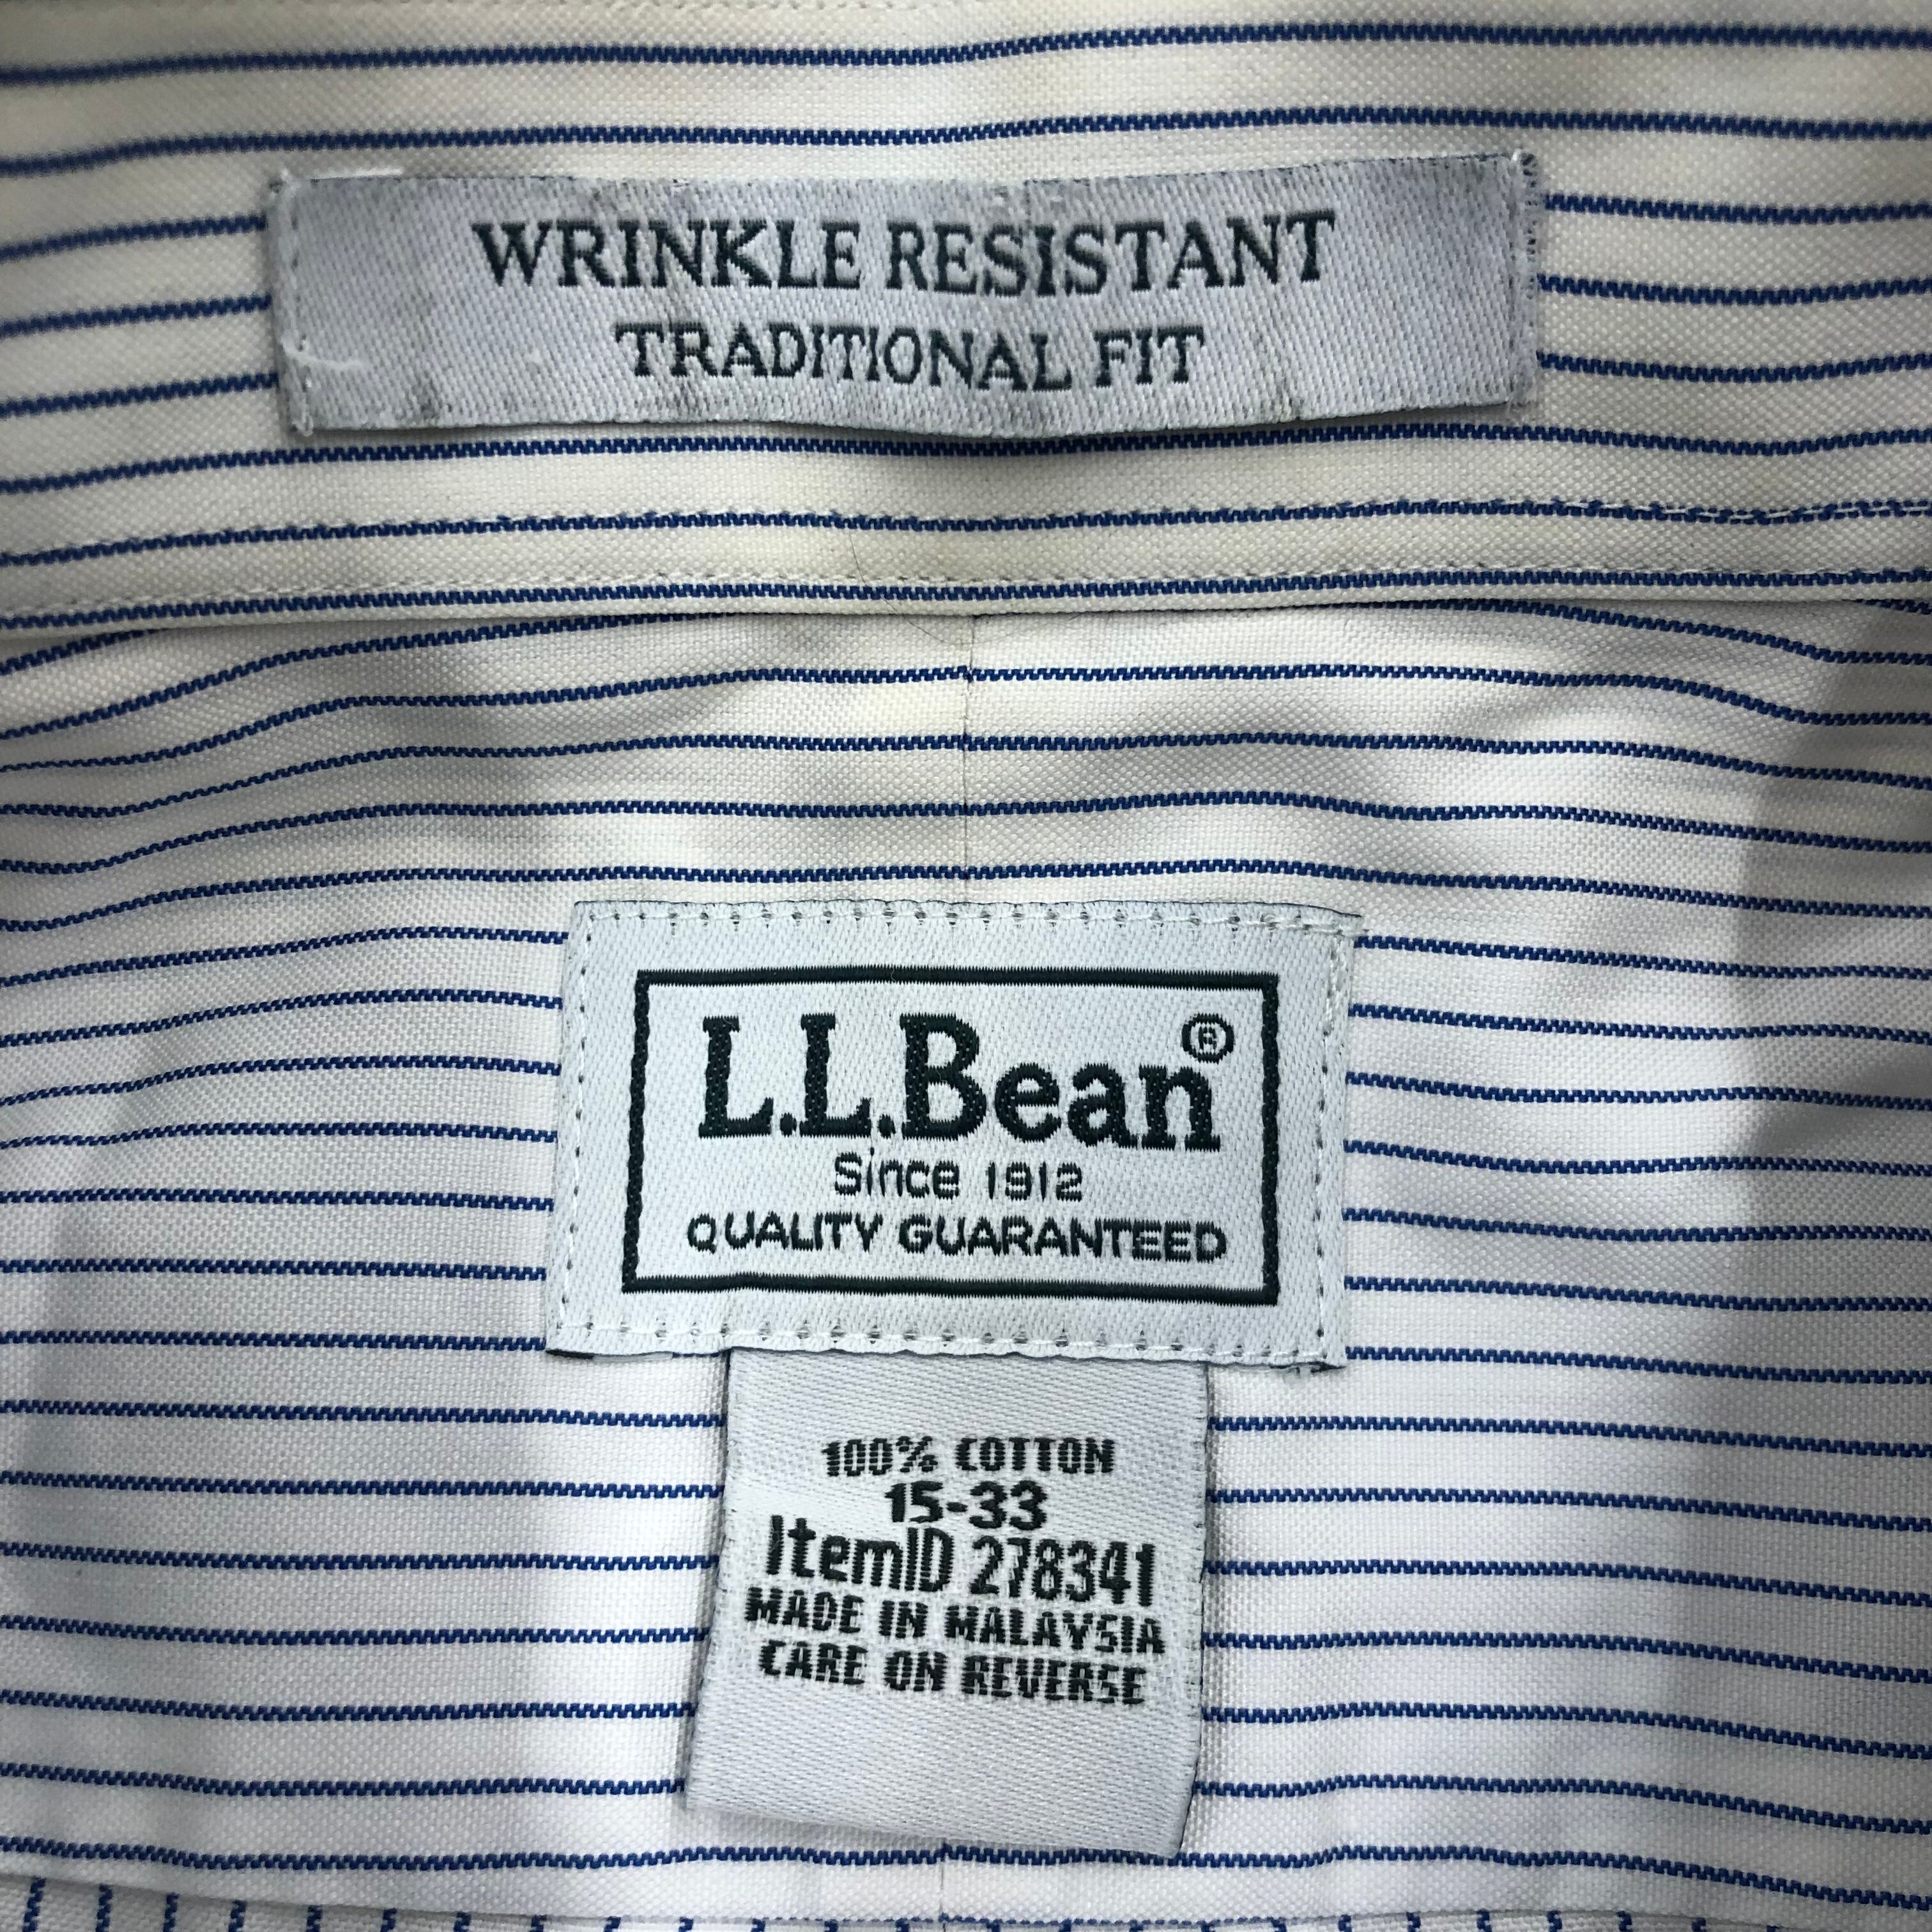 WRINKLE RESISTANT
TRADITIONAL FIT
L.L.Bean®
Since 1912
QUALITY GUARANTEED
100% COTTON
15-33
ItemID 278341
MADE IN MALAYSIA
CARE ON REVERSE